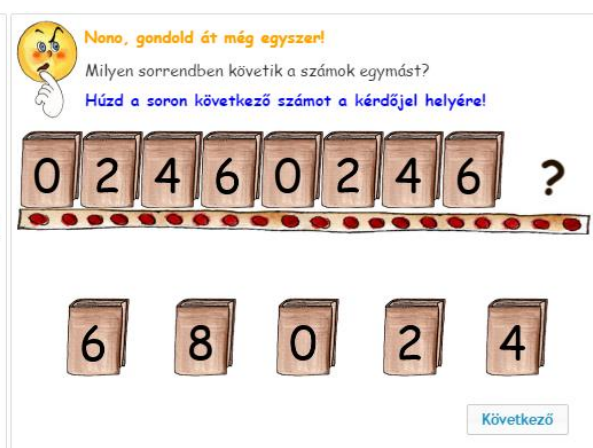 Nono, gondold át még egyszer!
Milyen sorrendben követik a számok egymást?
Húzd a soron következő számot a kérdőjel helyére!
0 2 4 6 0 2 4 6 ?
6 8 0 2 4
Következő